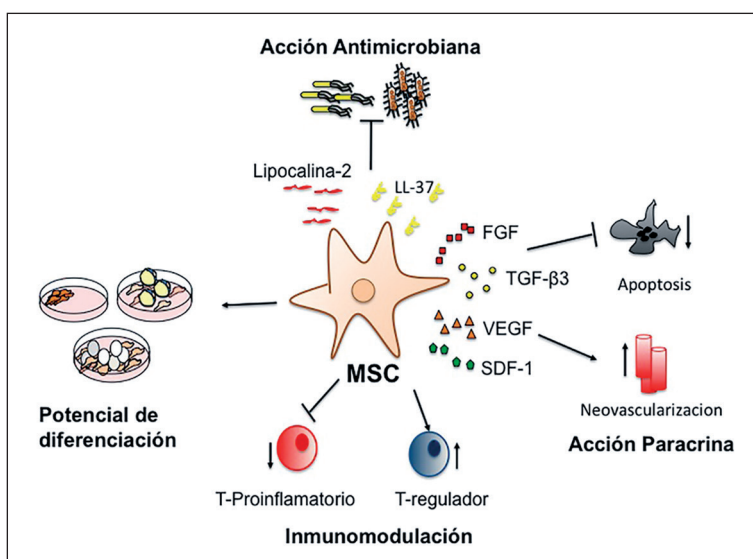 Acción Antimicrobiana
Lipocalina-2
LL-37
FGF
TGF-β3
Apoptosis
VEGF
SDF-1
MSC
Neovascularizacion
Acción Paracrina
Potencial de
diferenciación
T-Proinflamatorio
T-regulador
Inmunomodulación